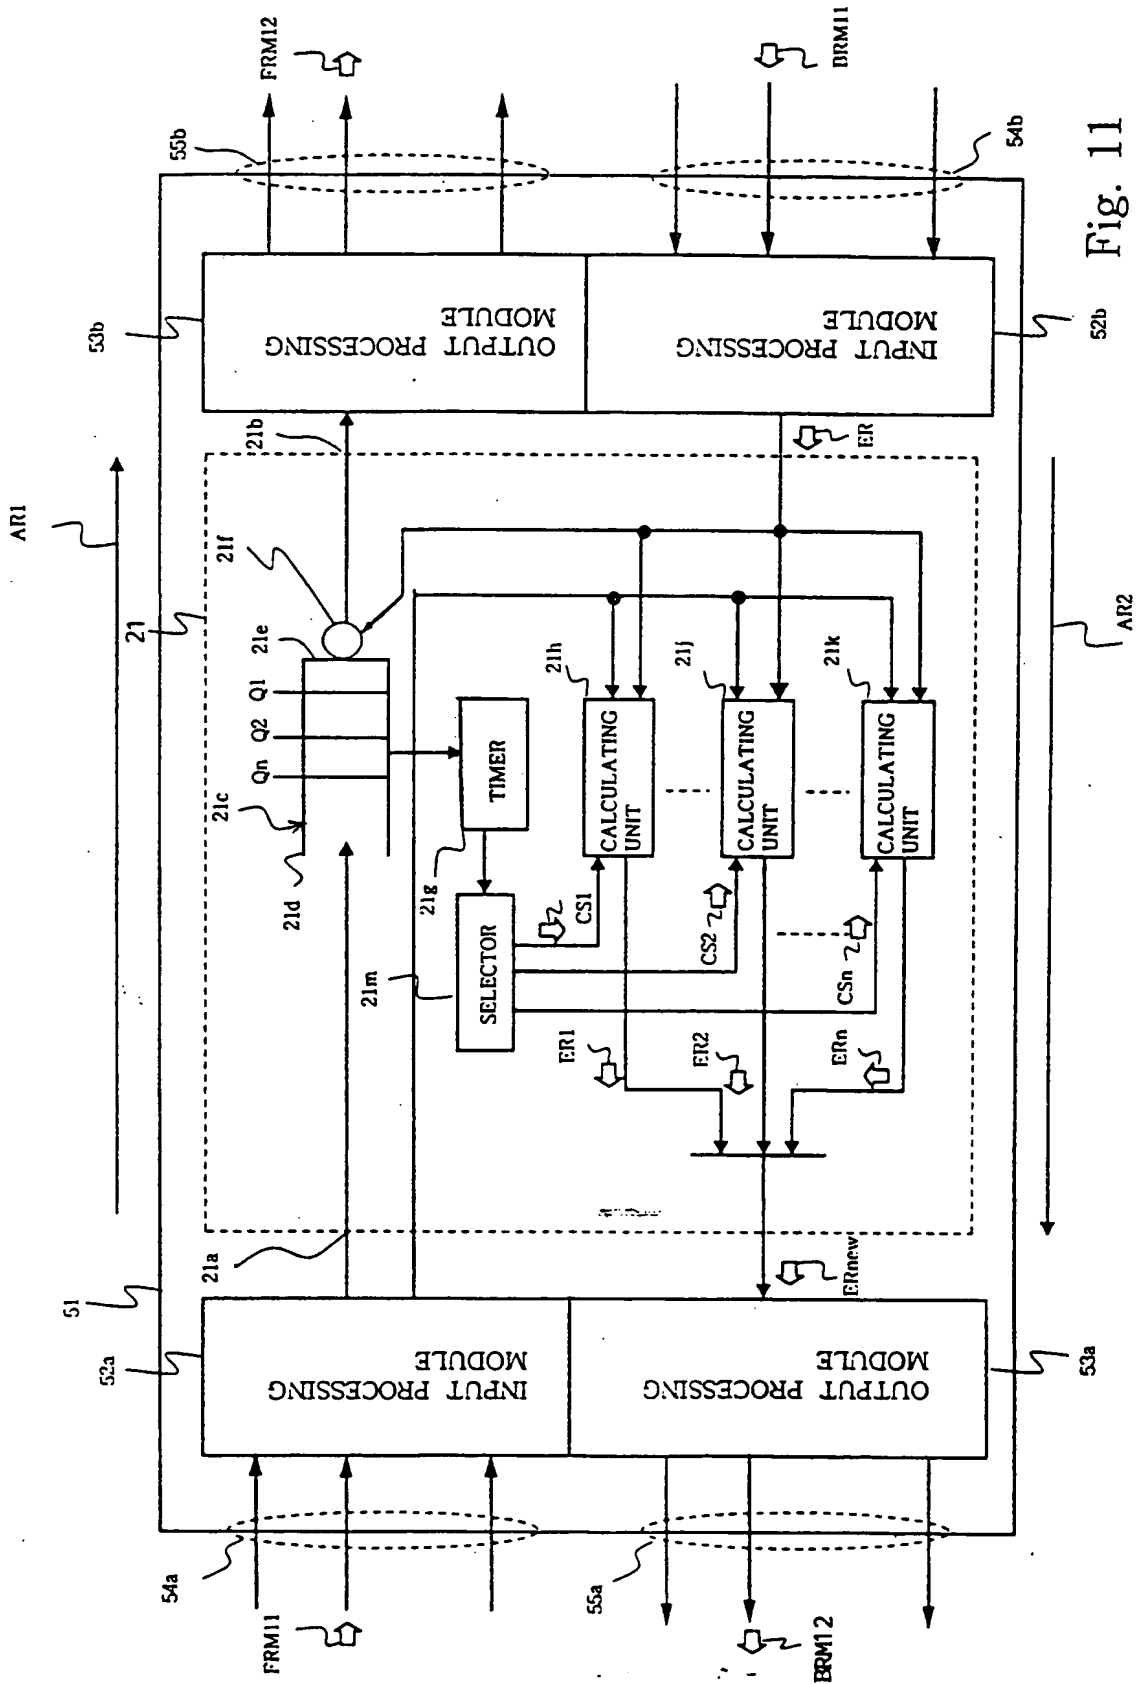 AR1
51
21
52a
53b
54a
55b
FRM11
FRM12
INPUT PROCESSING
MODULE
OUTPUT PROCESSING
MODULE
21a
21b
21c
21d
21e
21f
Qn
Q2
Q1
TIMER
21g
SELECTOR
21m
CALCULATING
UNIT
21h
CALCULATING
UNIT
21j
CALCULATING
UNIT
21k
CS1
CS2
CSn
ER1
ER2
ERn
ERnew
ER
OUTPUT PROCESSING
MODULE
INPUT PROCESSING
MODULE
53a
52b
55a
54b
BRM12
BRM11
AR2
Fig. 11